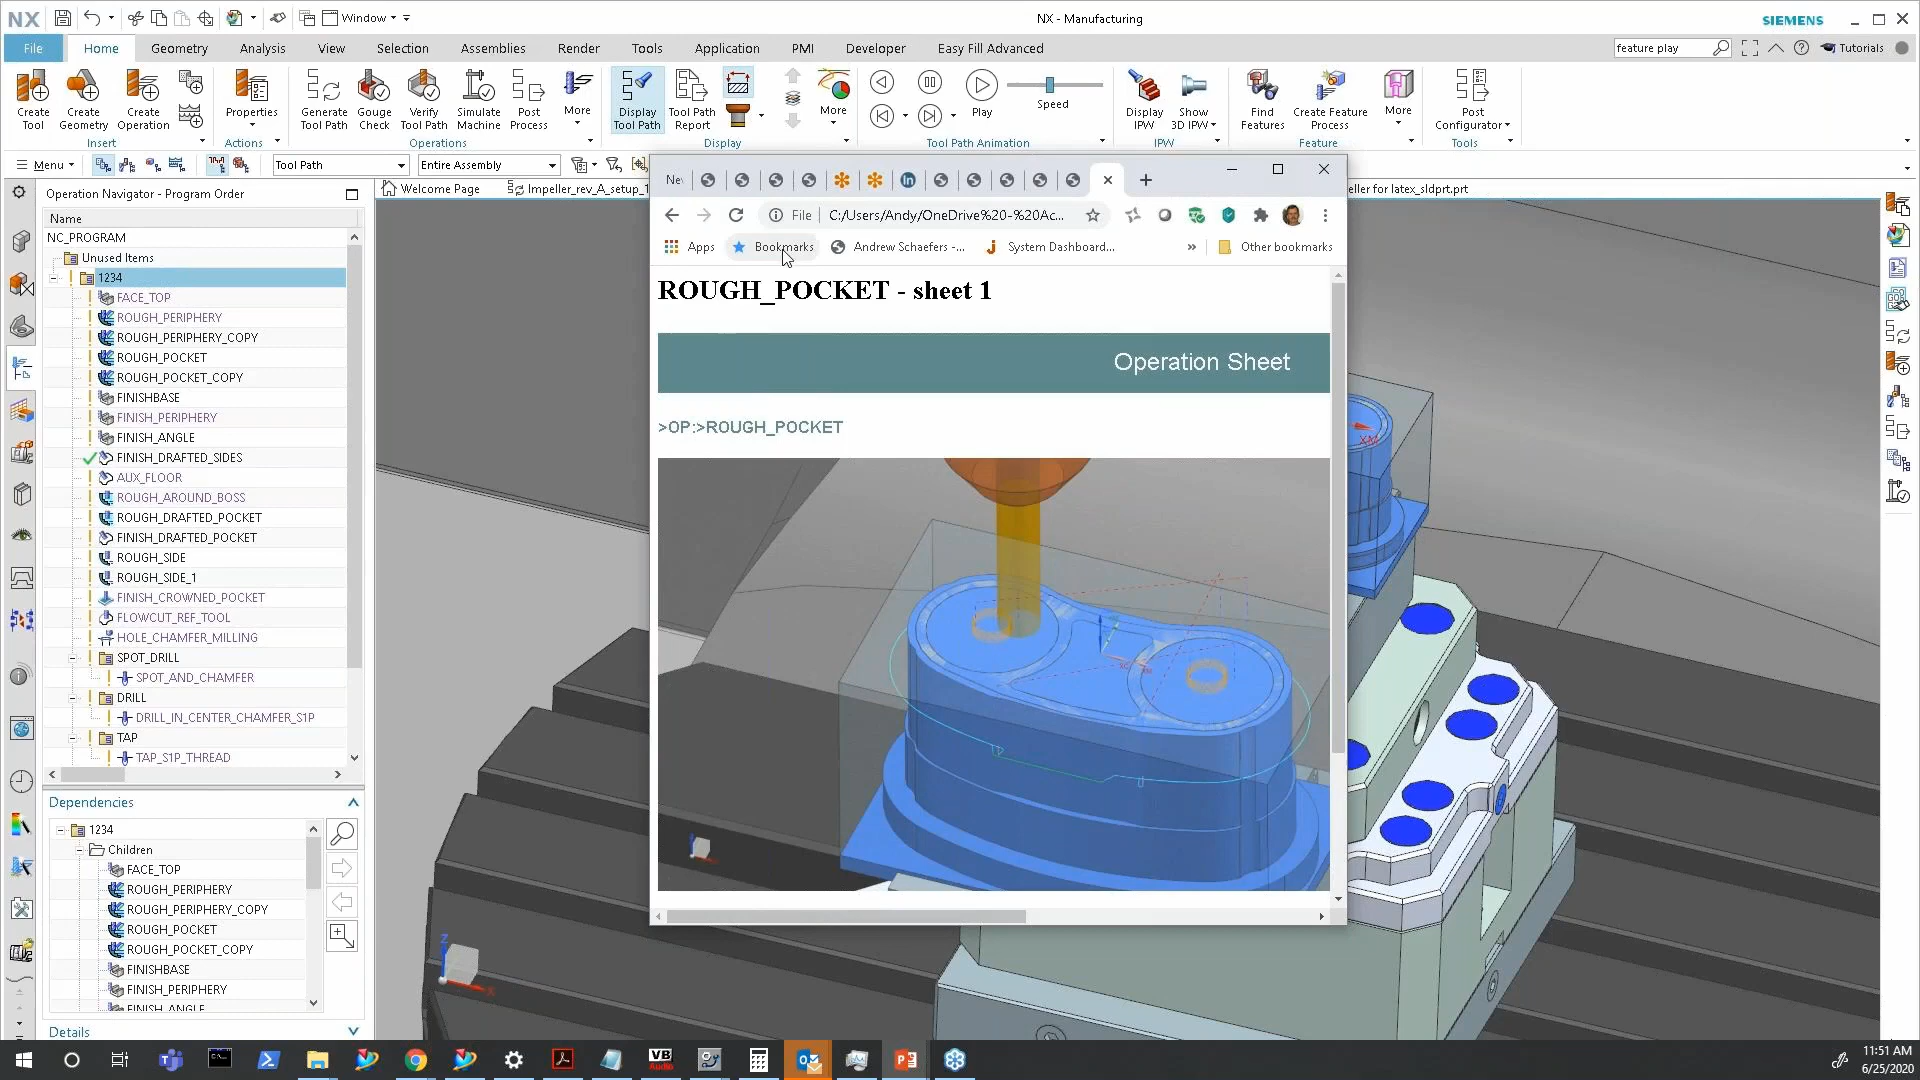 NX
Window
NX - Manufacturing
SIEMENS
File
Home
Geometry
Analysis
View
Selection
Assemblies
Render
Tools
Application
PMI
Developer
Easy Fill Advanced
feature play
Tutorials
Create Tool
Create Geometry
Create Operation
Properties
Generate Tool Path
Gouge Check
Verify Tool Path
Simulate Machine
Post Process
More
Display Tool Path
Tool Path Report
More
Play
Speed
Display IPW
Show 3D IPW
Find Features
Create Feature Process
More
Post Configurator
Insert
Actions
Operations
Display
Tool Path Animation
IPW
Feature
Tools
Menu
Tool Path
Entire Assembly
Operation Navigator - Program Order
Welcome Page
Impeller_rev_A_setup_1
eller for latex_sldprt.prt
Name
NC_PROGRAM
Unused Items
1234
FACE_TOP
ROUGH_PERIPHERY
ROUGH_PERIPHERY_COPY
ROUGH_POCKET
ROUGH_POCKET_COPY
FINISHBASE
FINISH_PERIPHERY
FINISH_ANGLE
FINISH_DRAFTED_SIDES
AUX_FLOOR
ROUGH_AROUND_BOSS
ROUGH_DRAFTED_POCKET
FINISH_DRAFTED_POCKET
ROUGH_SIDE
ROUGH_SIDE_1
FINISH_CROWNED_POCKET
FLOWCUT_REF_TOOL
HOLE_CHAMFER_MILLING
SPOT_DRILL
SPOT_AND_CHAMFER
DRILL
DRILL_IN_CENTER_CHAMFER_S1P
TAP
TAP_S1P_THREAD
Dependencies
1234
Children
FACE_TOP
ROUGH_PERIPHERY
ROUGH_PERIPHERY_COPY
ROUGH_POCKET
ROUGH_POCKET_COPY
FINISHBASE
FINISH_PERIPHERY
FINISH_ANGLE
Details
Nev
in
File
C:/Users/Andy/OneDrive%20-%20Ac...
Apps
Bookmarks
Andrew Schaefers -...
System Dashboard...
»
Other bookmarks
ROUGH_POCKET - sheet 1
Operation Sheet
>OP:>ROUGH_POCKET
XM
Z
X
VB
Audio
11:51 AM
6/25/2020